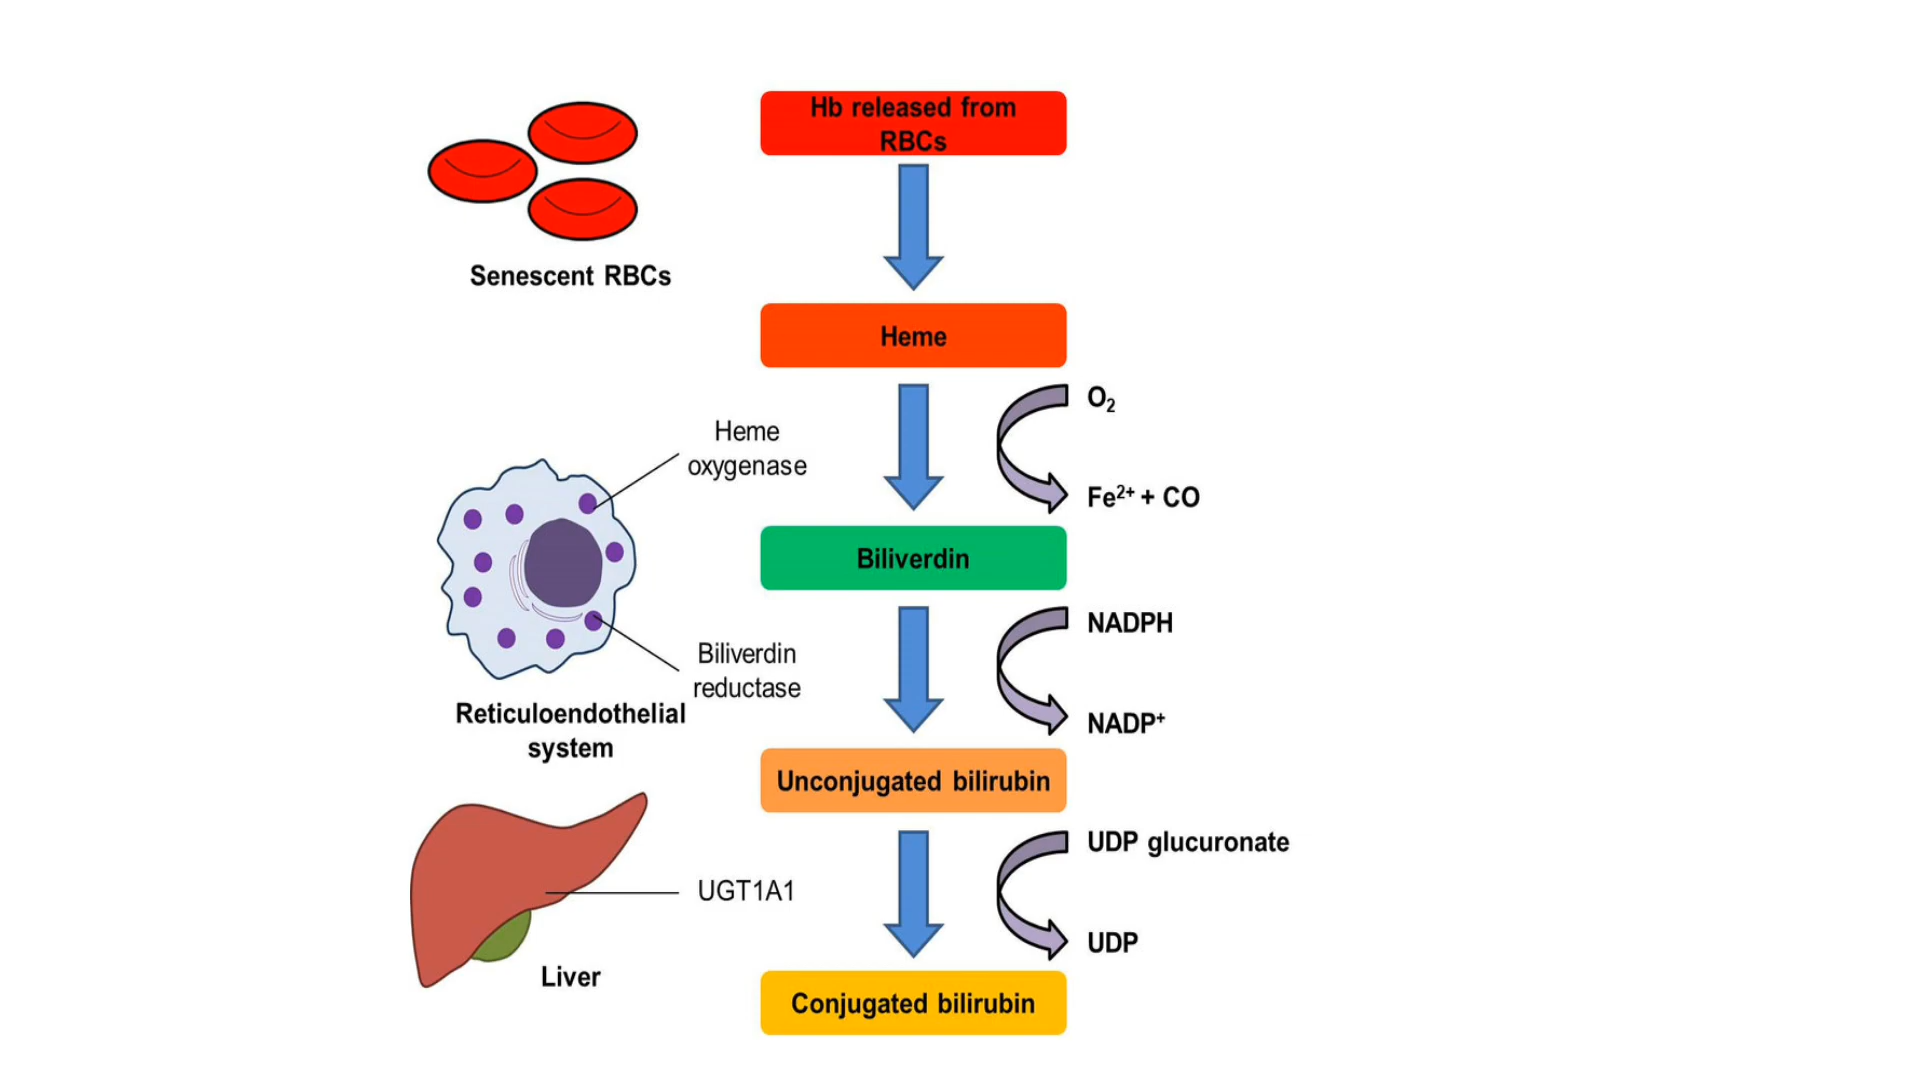 Hb released from
RBCs
Senescent RBCs
Heme
O₂
Heme
oxygenase
Fe²⁺ + CO
Biliverdin
NADPH
Biliverdin
reductase
NADP⁺
Reticuloendothelial
system
Unconjugated bilirubin
UDP glucuronate
UGT1A1
UDP
Liver
Conjugated bilirubin